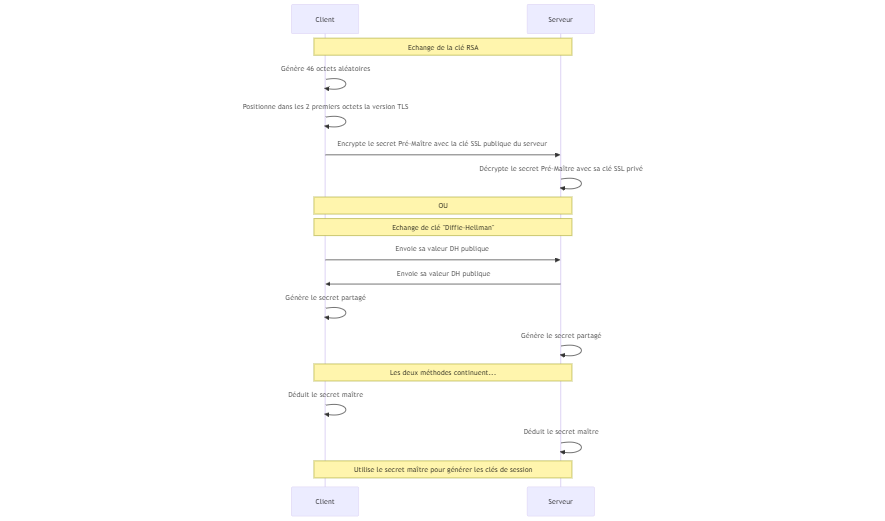 Client
Serveur
Echange de la clé RSA
Génère 46 octets aléatoires
Positionne dans les 2 premiers octets la version TLS
Encrypte le secret Pré-Maître avec la clé SSL publique du serveur
Décrypte le secret Pré-Maître avec sa clé SSL privé
OU
Echange de clé "Diffie-Hellman"
Envoie sa valeur DH publique
Envoie sa valeur DH publique
Génère le secret partagé
Génère le secret partagé
Les deux méthodes continuent...
Déduit le secret maître
Déduit le secret maître
Utilise le secret maître pour générer les clés de session
Client
Serveur